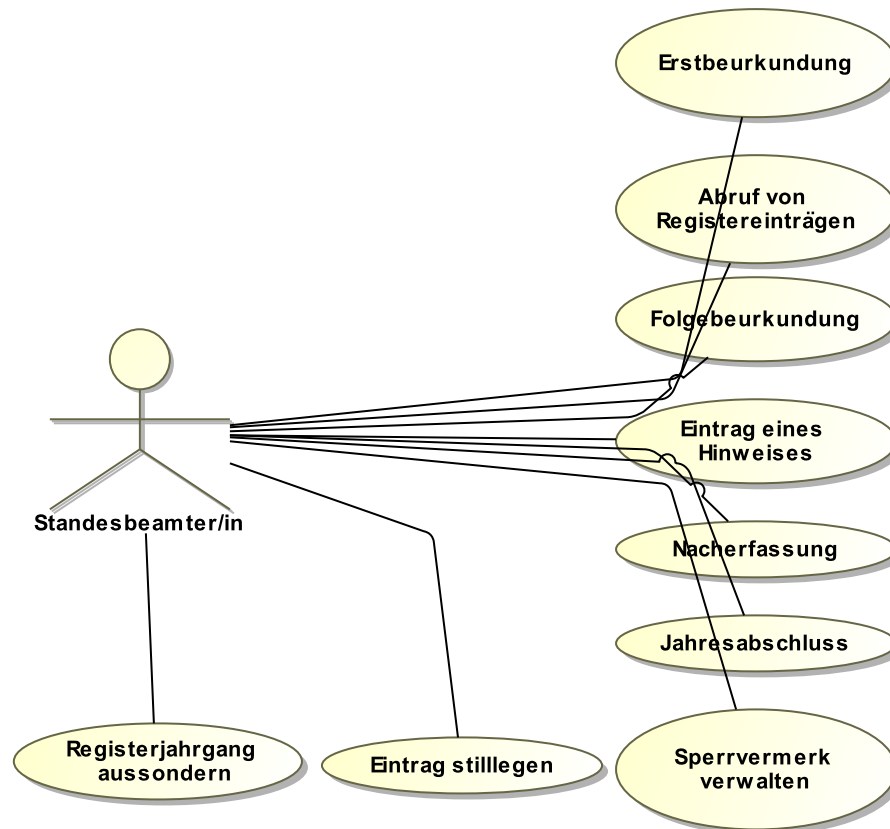 Erstbeurkundung
Abruf von
Registereinträgen
Folgebeurkundung
Eintrag eines
Hinweises
Standesbeamter/in
Nacherfassung
Jahresabschluss
Registerjahrgang
aussondern
Eintrag stilllegen
Sperrvermerk
verwalten